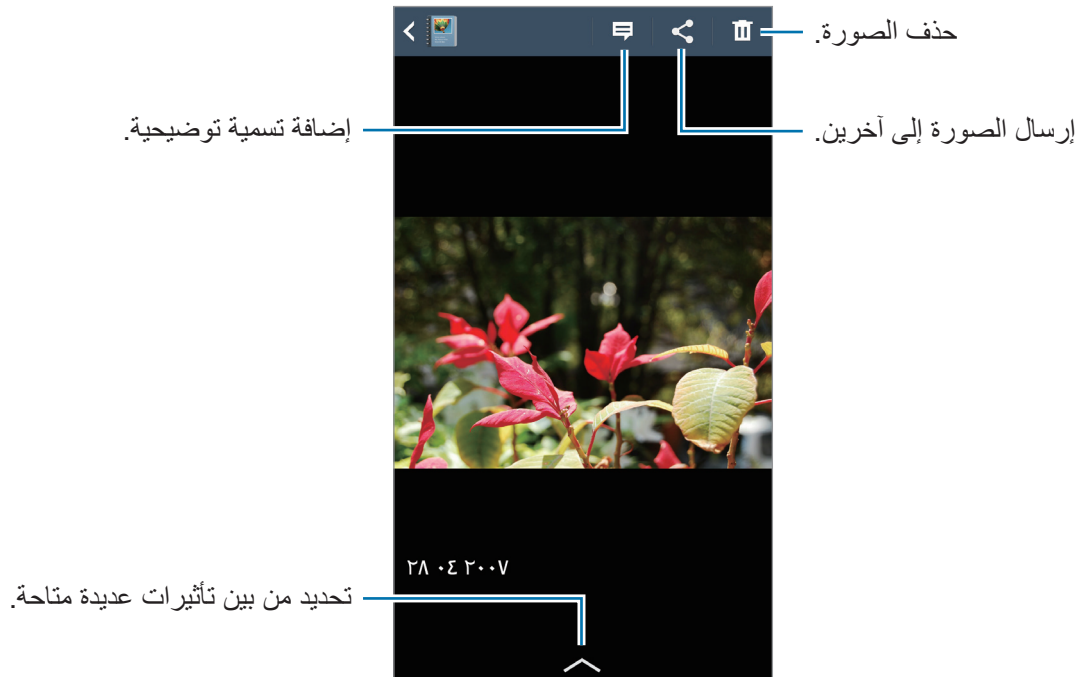 حذف الصورة.
إضافة تسمية توضيحية.
إرسال الصورة إلى آخرين.
٢٨ ٠٤ ٢٠٠٧
تحديد من بين تأثيرات عديدة متاحة.